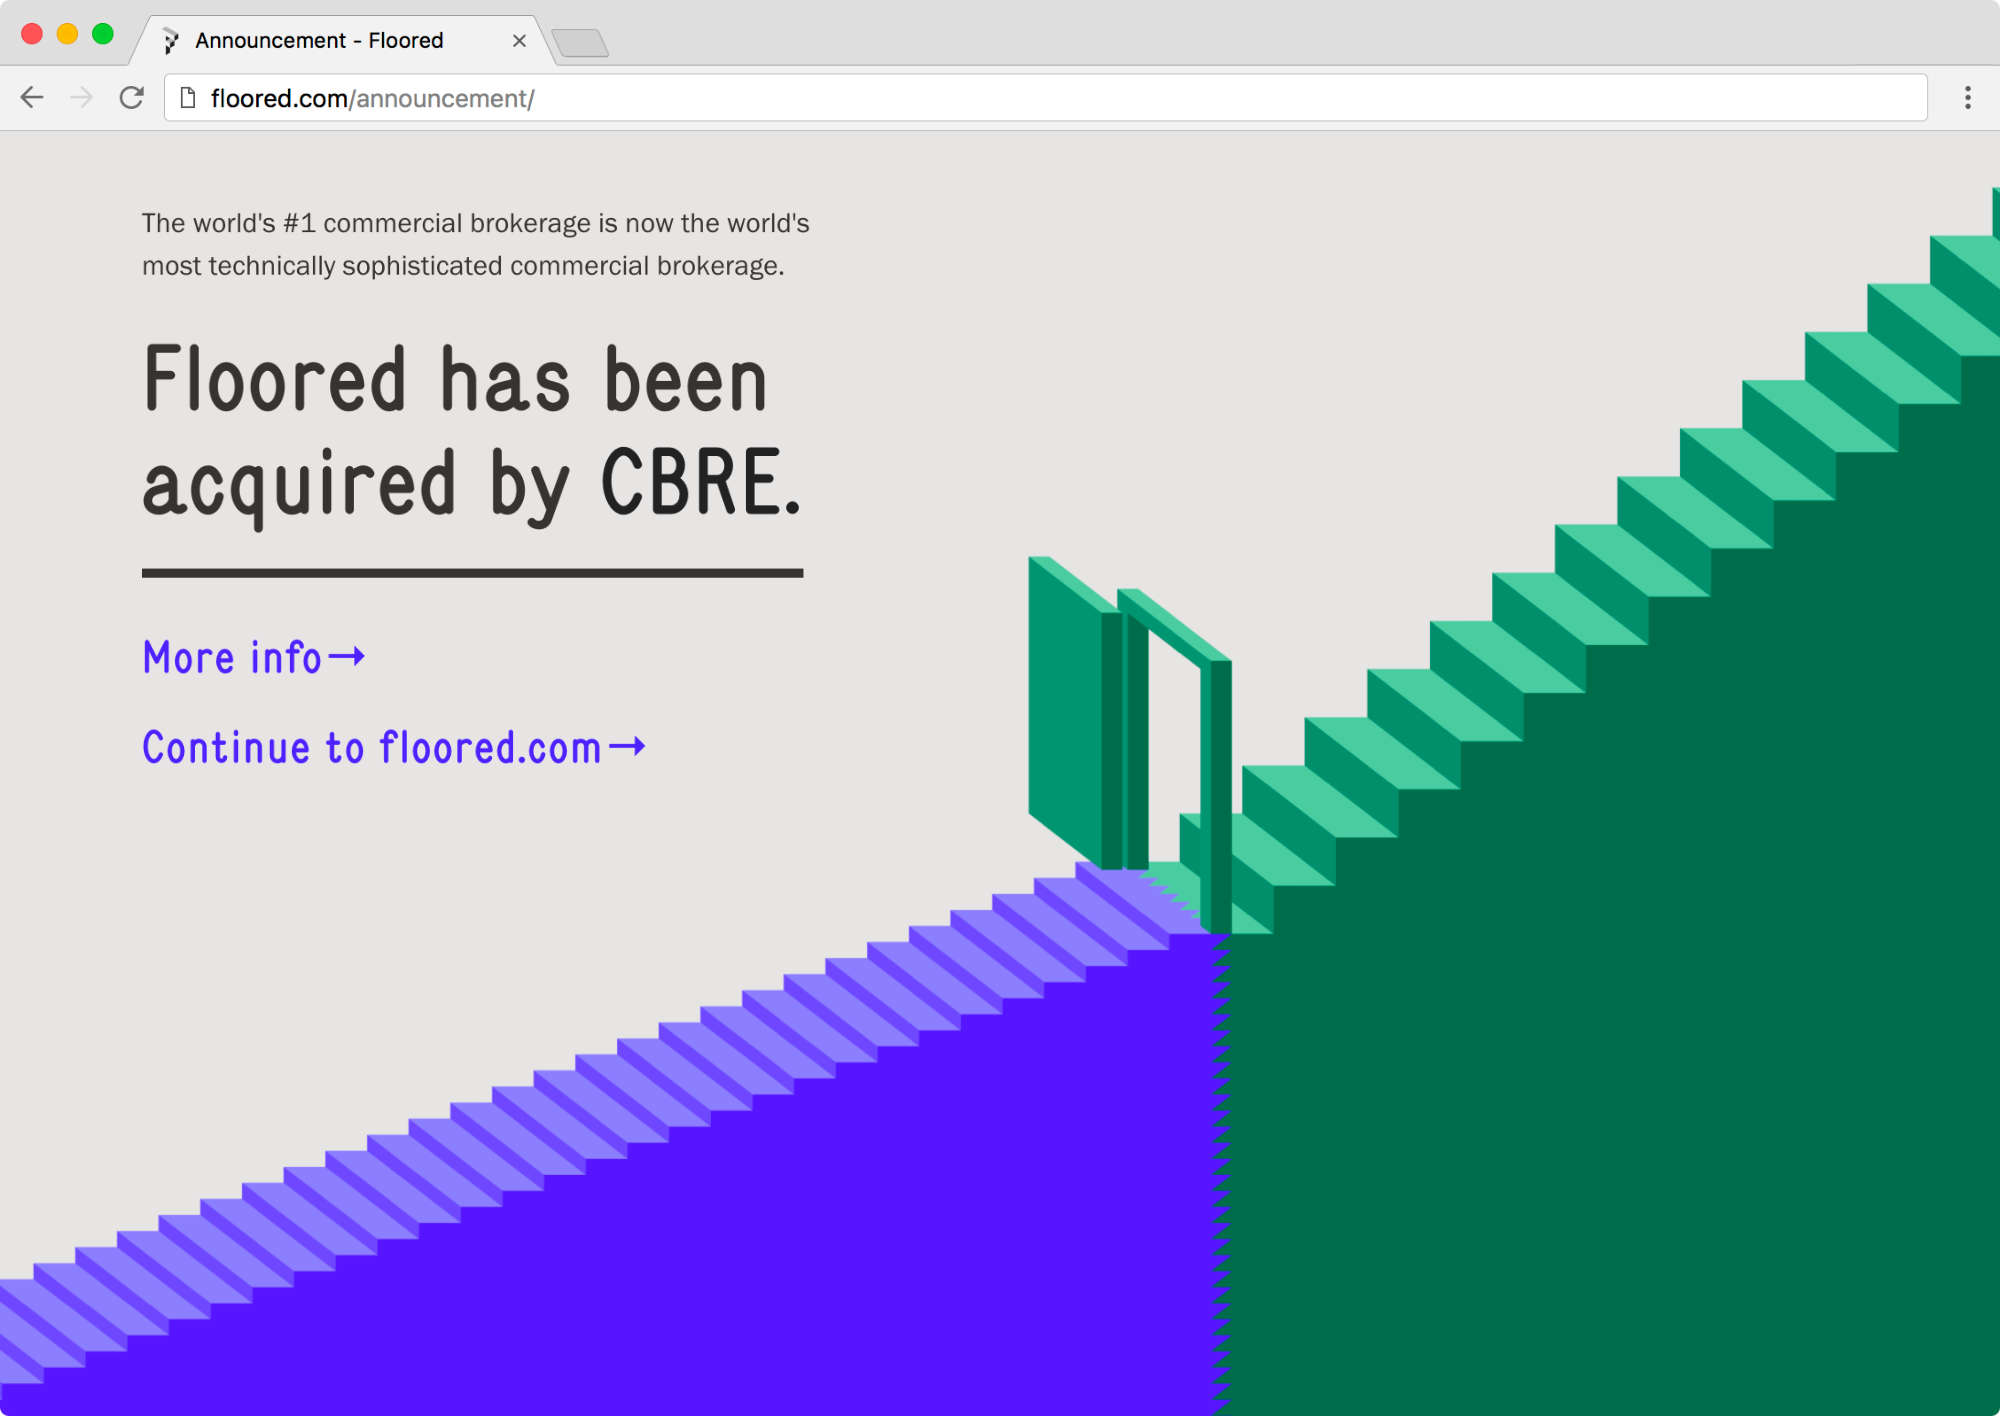 Announcement - Floored
floored.com/announcement/
The world's #1 commercial brokerage is now the world's
most technically sophisticated commercial brokerage.
Floored has been
acquired by CBRE.
More info→
Continue to floored.com→